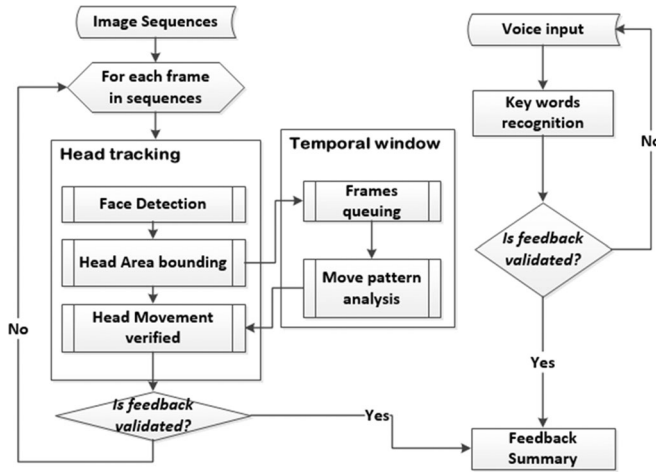 Image Sequences
For each frame
in sequences
Head tracking
Face Detection
Head Area bounding
Head Movement
verified
Temporal window
Frames
queuing
Move pattern
analysis
No
Is feedback
validated?
Yes
Voice input
Key words
recognition
No
Is feedback
validated?
Yes
Feedback
Summary